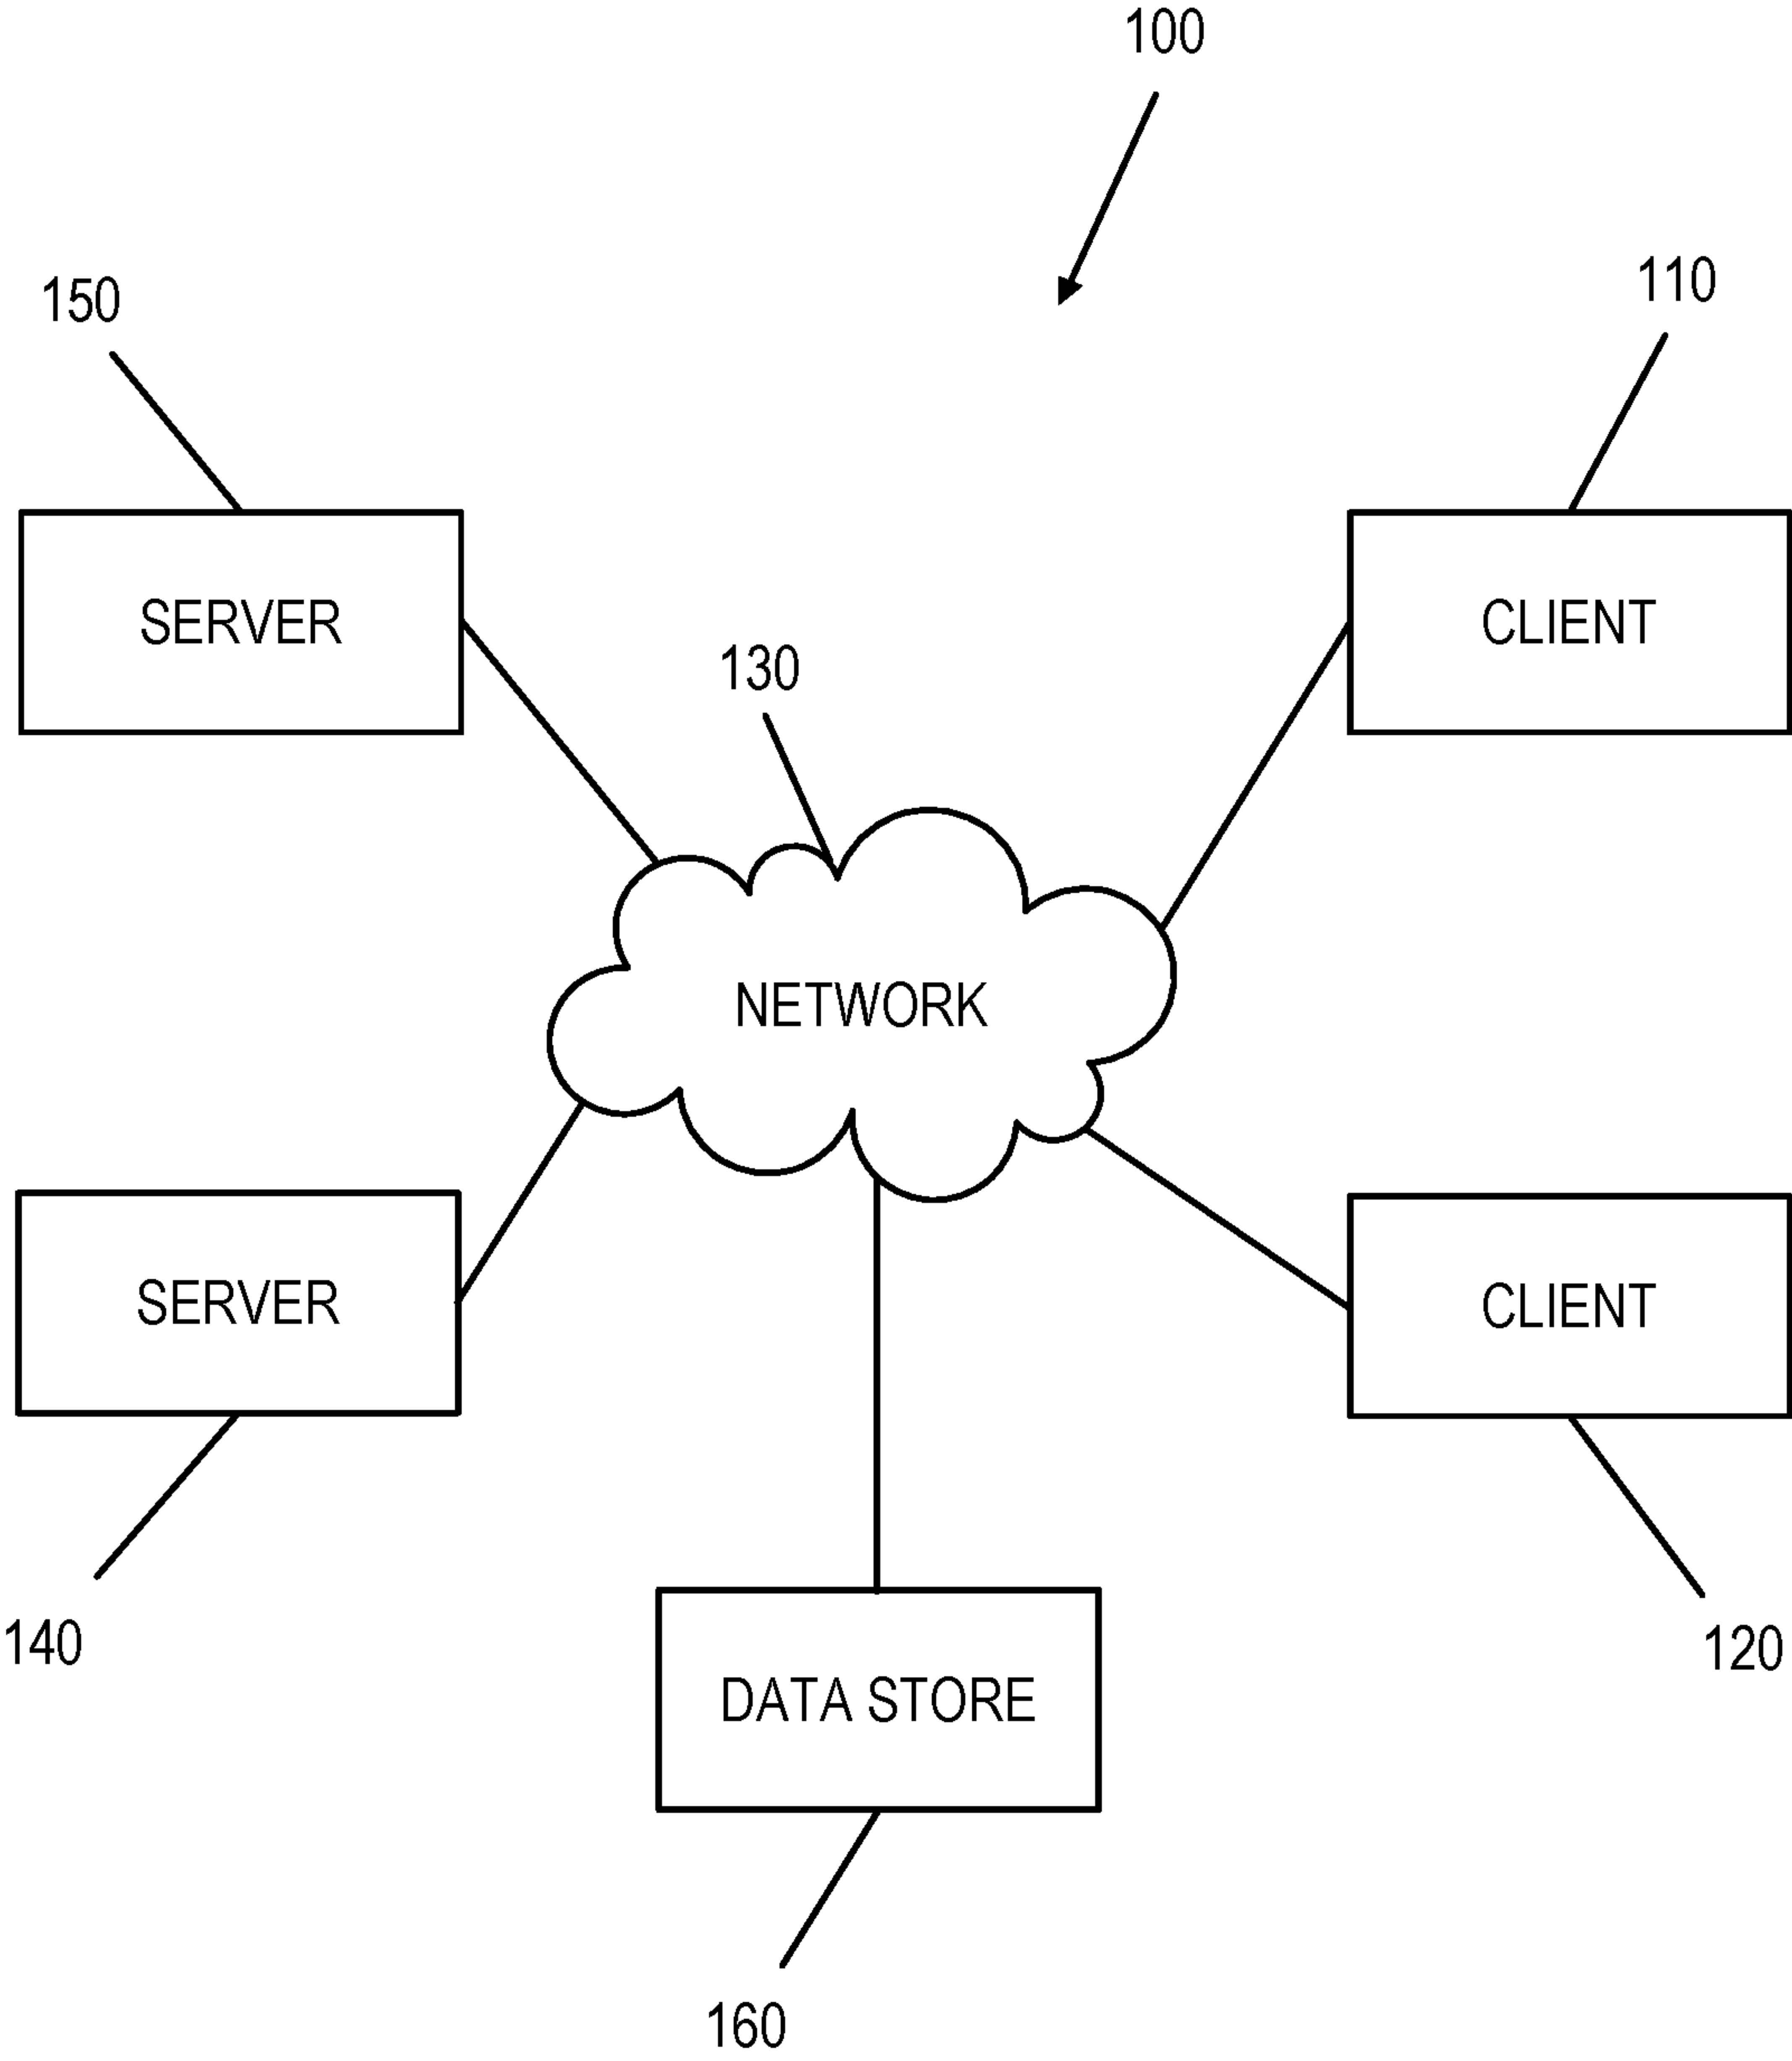 100
150
110
SERVER
CLIENT
130
NETWORK
SERVER
CLIENT
140
120
DATA STORE
160